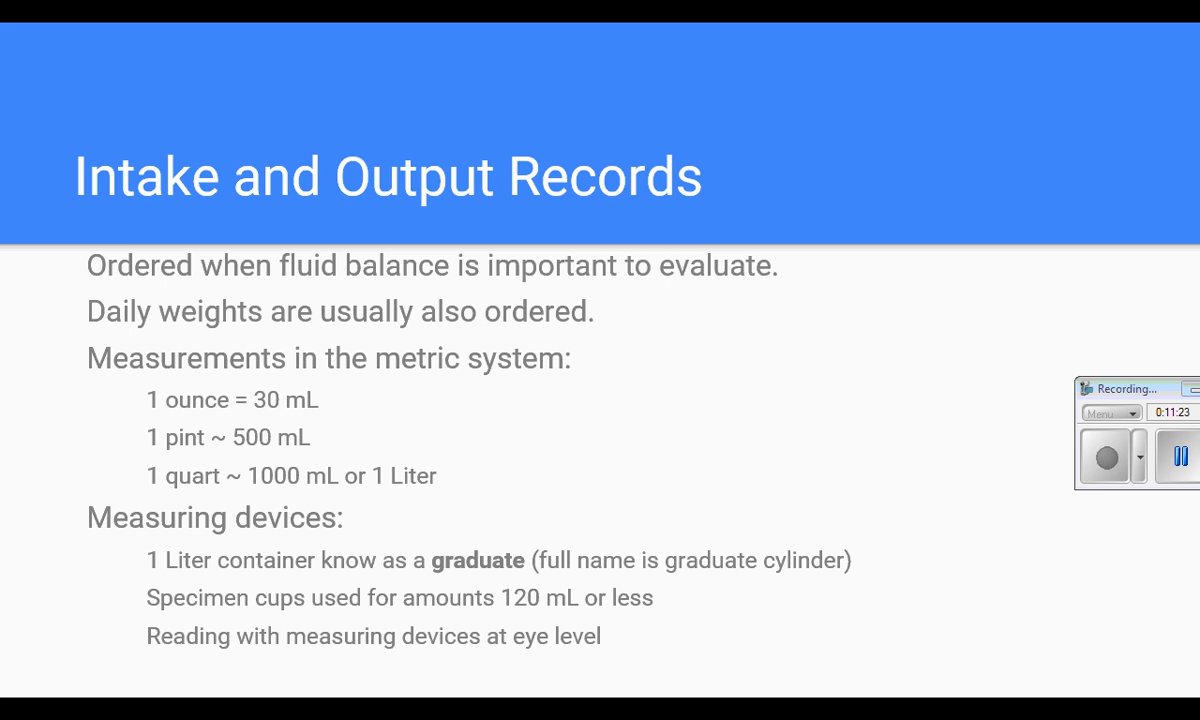 Intake and Output Records
Ordered when fluid balance is important to evaluate.
Daily weights are usually also ordered.
Measurements in the metric system:
1 ounce = 30 mL
1 pint ~ 500 mL
1 quart ~ 1000 mL or 1 Liter
Measuring devices:
1 Liter container know as a graduate (full name is graduate cylinder)
Specimen cups used for amounts 120 mL or less
Reading with measuring devices at eye level
Recording...
Menu
0:11:23